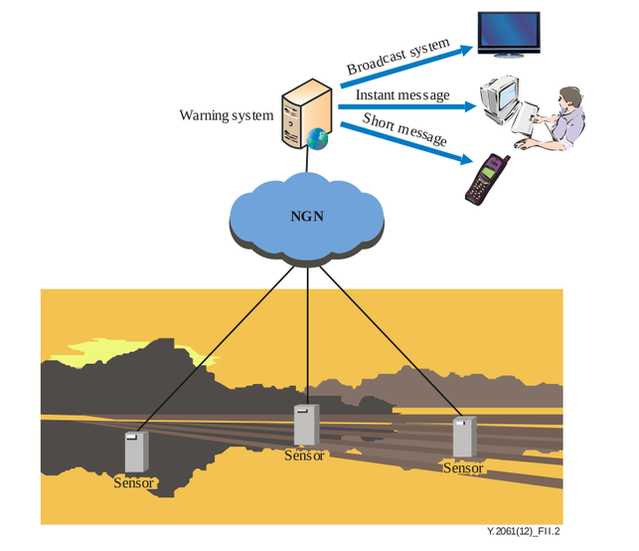 Broadcast system
Instant message
Warning system
Short message
NGN
Sensor
Sensor
Sensor
Y.2061(12)_FII.2